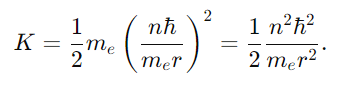 $K = \frac{1}{2} m_e \left( \frac{n\hbar}{m_e r} \right)^2 = \frac{1}{2} \frac{n^2 \hbar^2}{m_e r^2}.$